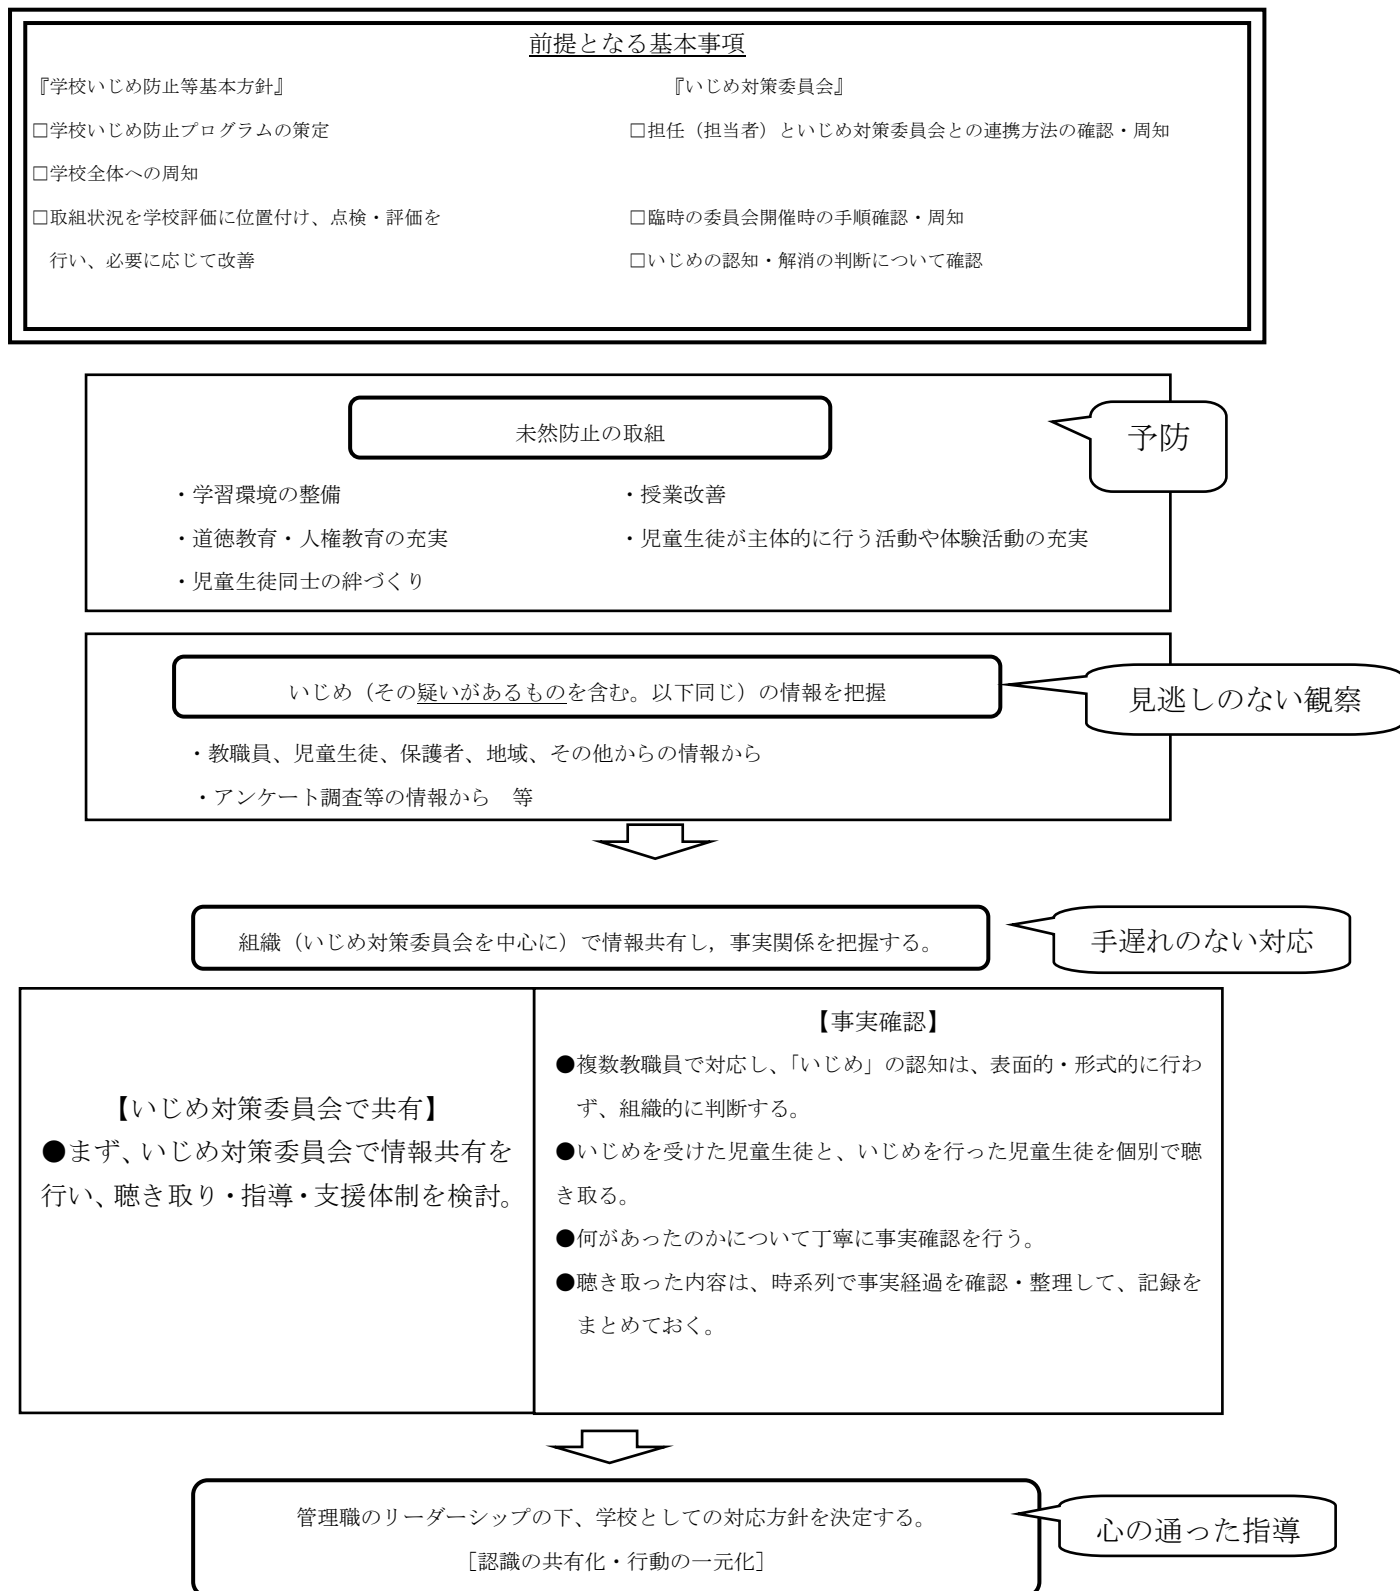 前提となる基本事項
『学校いじめ防止等基本方針』
『いじめ対策委員会』
□学校いじめ防止プログラムの策定
□担任（担当者）といじめ対策委員会との連携方法の確認・周知
□学校全体への周知
□取組状況を学校評価に位置付け、点検・評価を
□臨時の委員会開催時の手順確認・周知
行い、必要に応じて改善
□いじめの認知・解消の判断について確認
未然防止の取組
予防
・学習環境の整備
・授業改善
・道徳教育・人権教育の充実
・児童生徒が主体的に行う活動や体験活動の充実
・児童生徒同士の絆づくり
いじめ（その疑いがあるものを含む。以下同じ）の情報を把握
見逃しのない観察
・教職員、児童生徒、保護者、地域、その他からの情報から
・アンケート調査等の情報から　等
組織（いじめ対策委員会を中心に）で情報共有し，事実関係を把握する。
手遅れのない対応
【いじめ対策委員会で共有】
●まず、いじめ対策委員会で情報共有を
行い、聴き取り・指導・支援体制を検討。
【事実確認】
●複数教職員で対応し、「いじめ」の認知は、表面的・形式的に行わ
ず、組織的に判断する。
●いじめを受けた児童生徒と、いじめを行った児童生徒を個別で聴
き取る。
●何があったのかについて丁寧に事実確認を行う。
●聴き取った内容は、時系列で事実経過を確認・整理して、記録を
まとめておく。
管理職のリーダーシップの下、学校としての対応方針を決定する。
［認識の共有化・行動の一元化］
心の通った指導